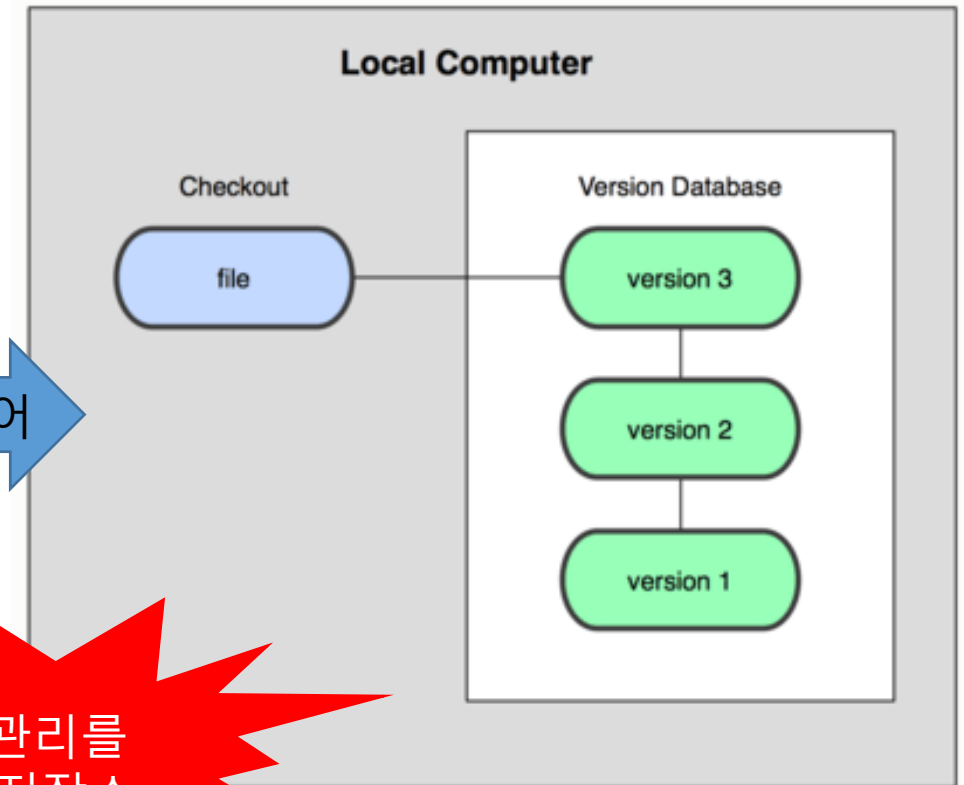 Local Computer
Checkout
Version Database
file
version 3
어
version 2
version 1
관리를